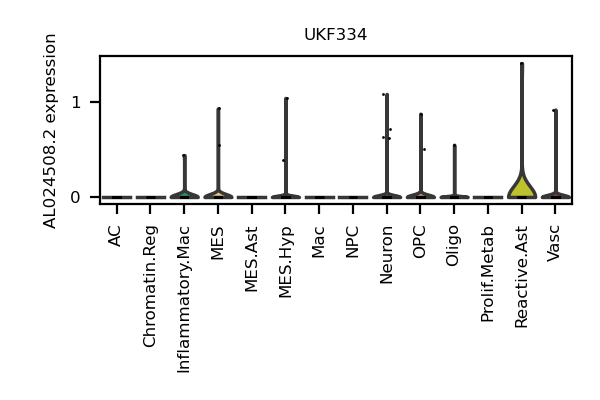 UKF334
AL024508.2 expression
1
0
AC
Chromatin.Reg
Inflammatory.Mac
MES
MES.Ast
MES.Hyp
Mac
NPC
Neuron
OPC
Oligo
Prolif.Metab
Reactive.Ast
Vasc